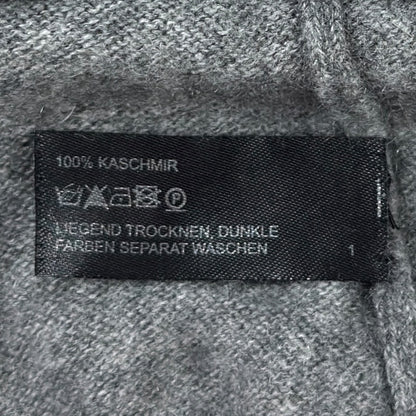 100% KASCHMIR
P
LIEGEND TROCKNEN, DUNKLE
FARBEN SEPARAT WASCHEN
1